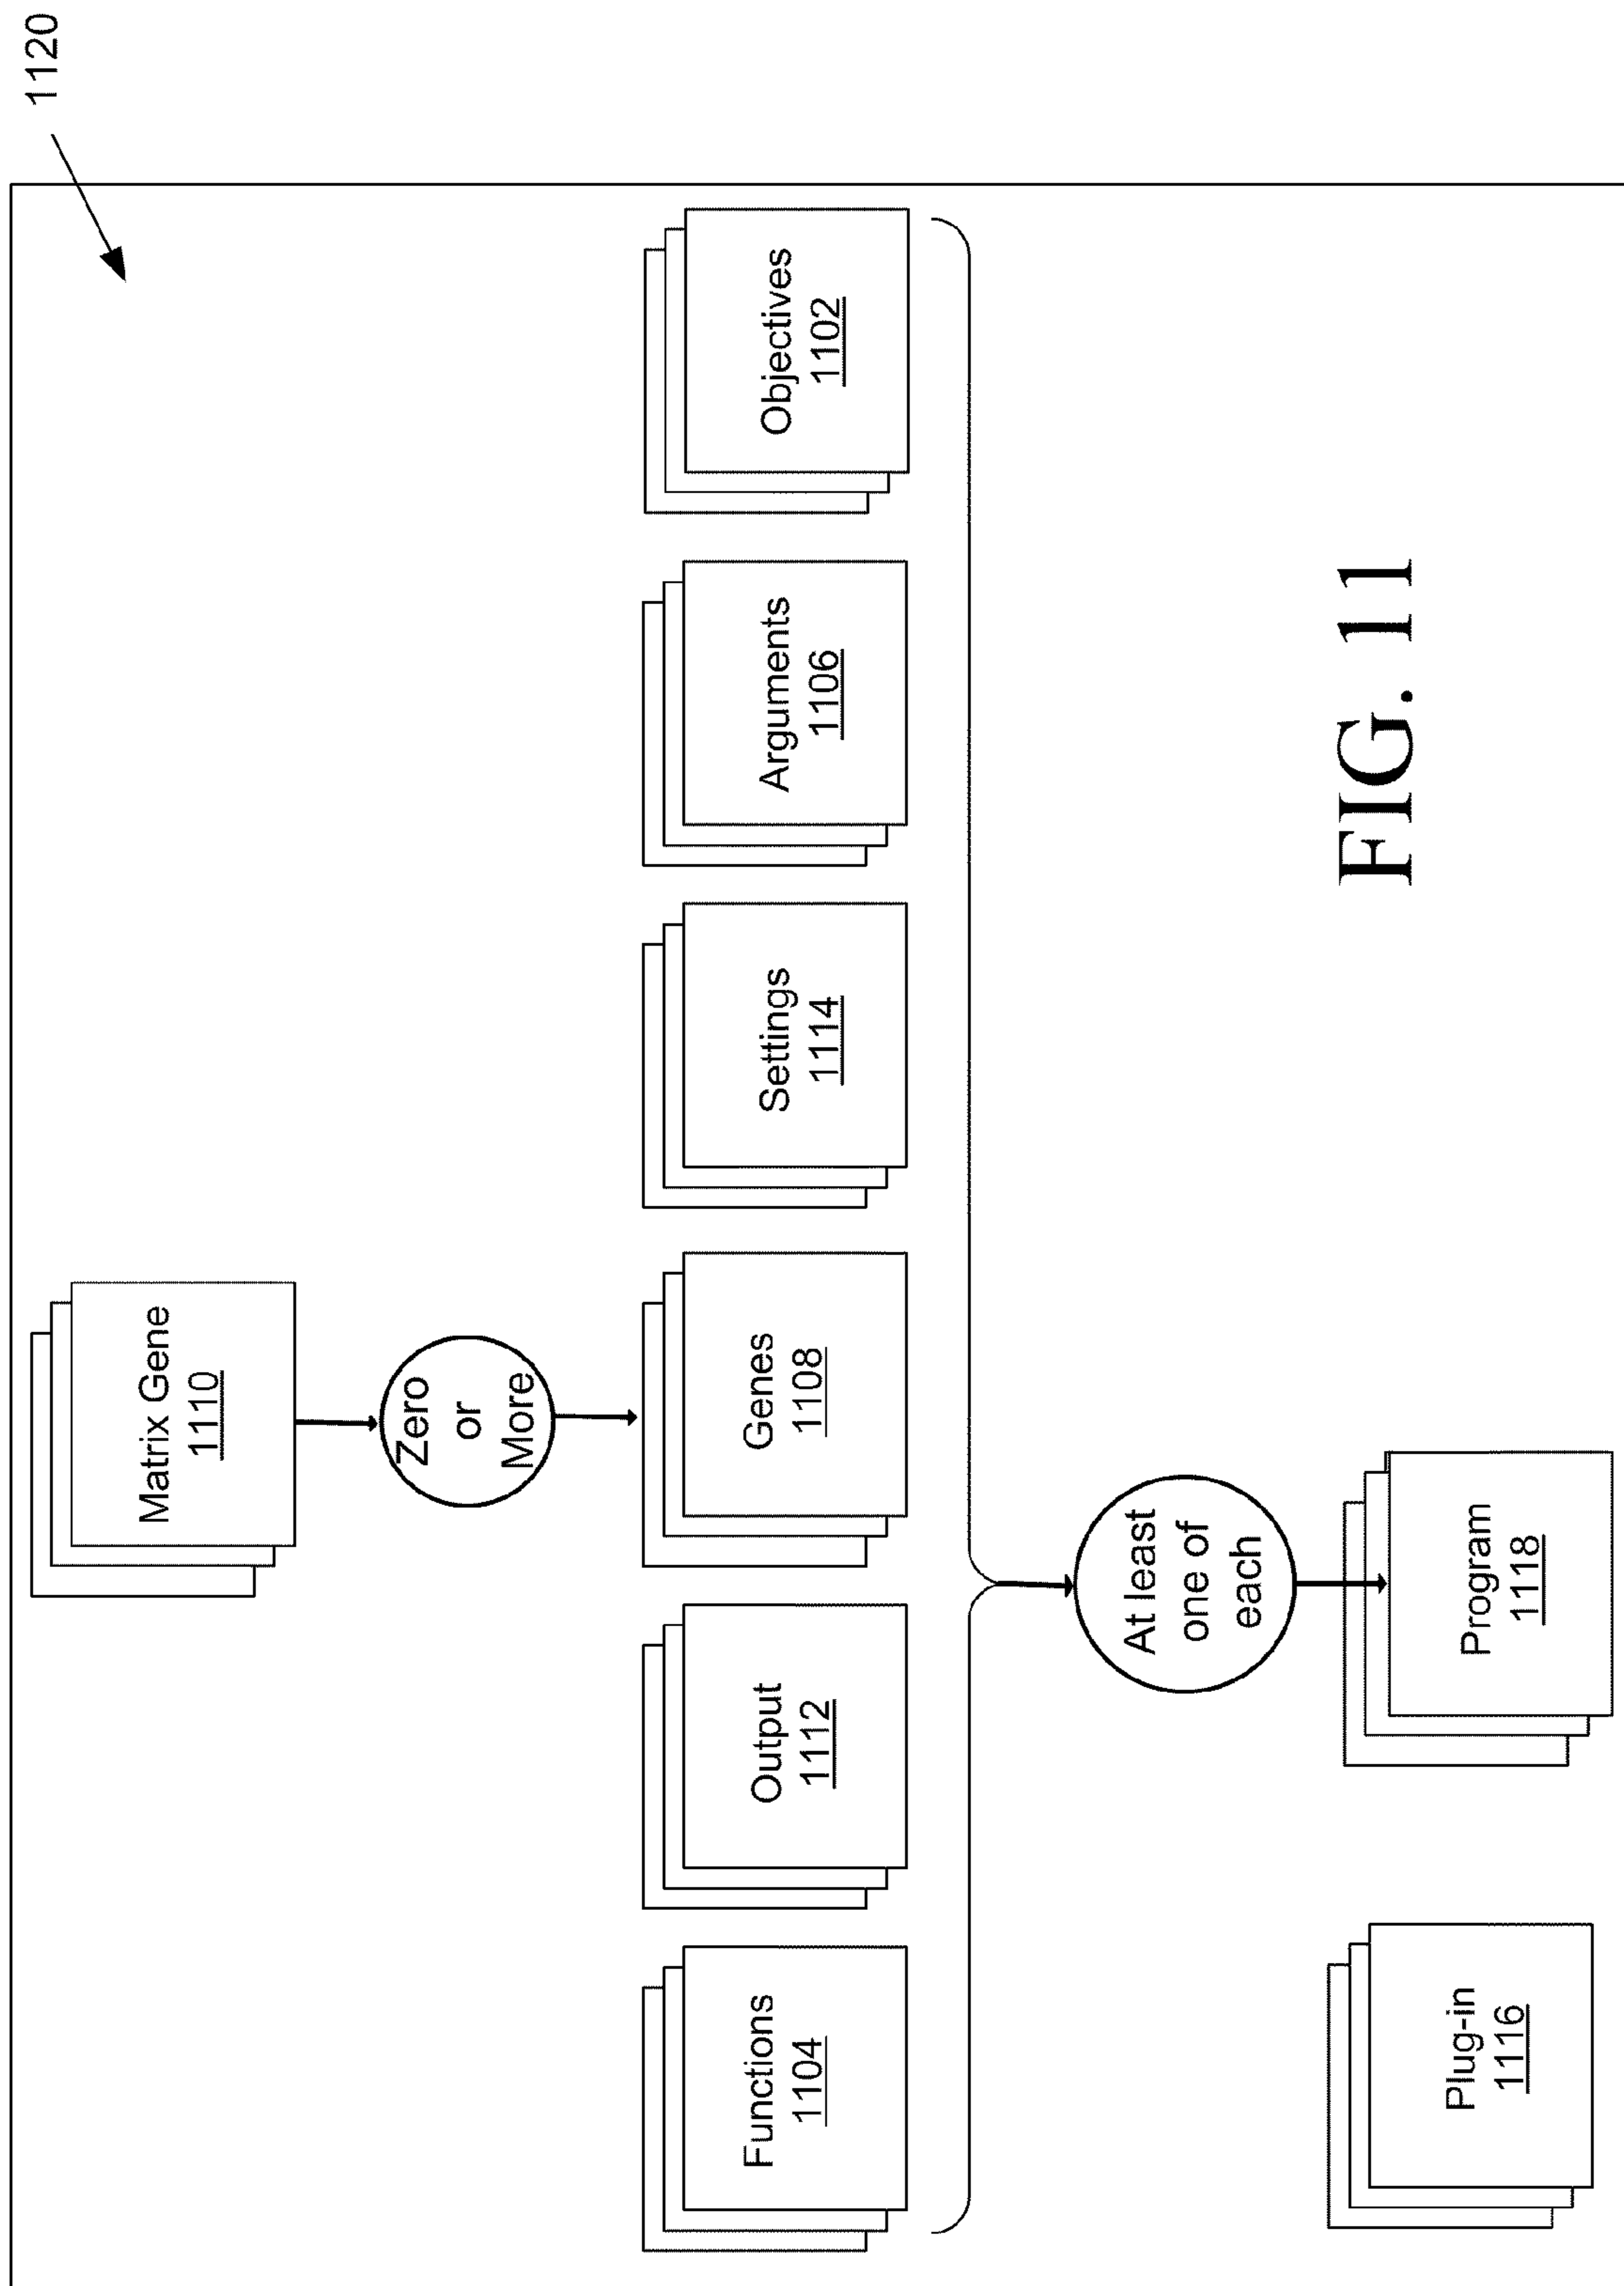 1120
Matrix Gene
1110
Zero
or
More
Functions
1104
Output
1112
Genes
1108
Settings
1114
Arguments
1106
Objectives
1102
At least
one of
each
Plug-in
1116
Program
1118
FIG. 11